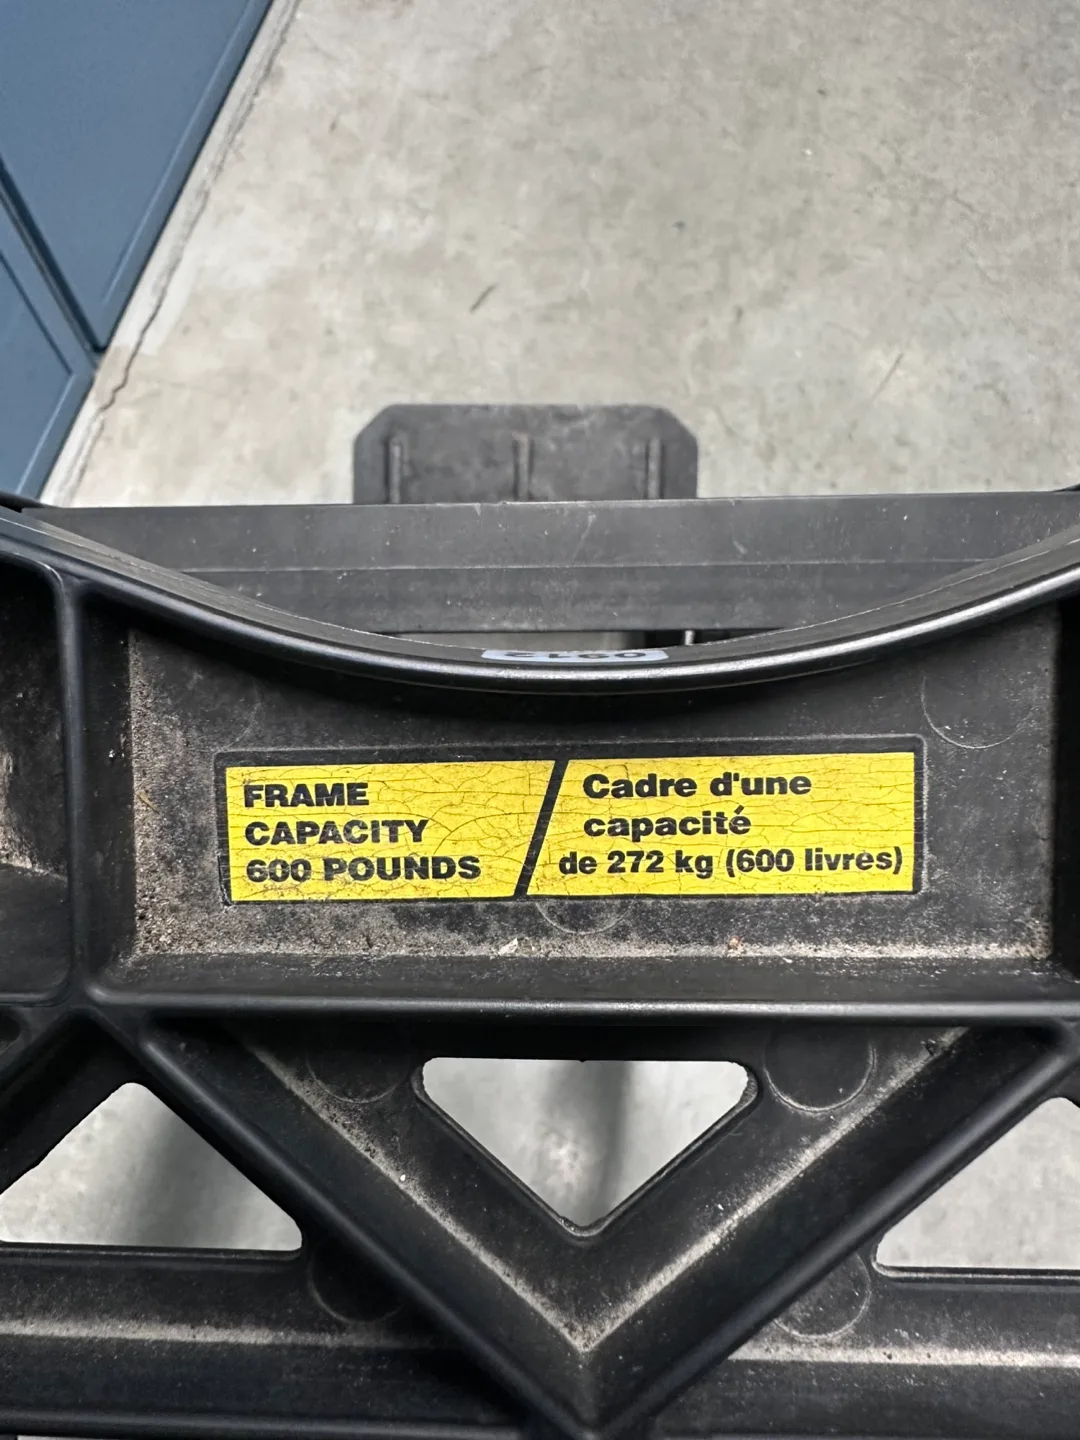 FRAME
CAPACITY
600 POUNDS
Cadre d'une
capacité
de 272 kg (600 livres)